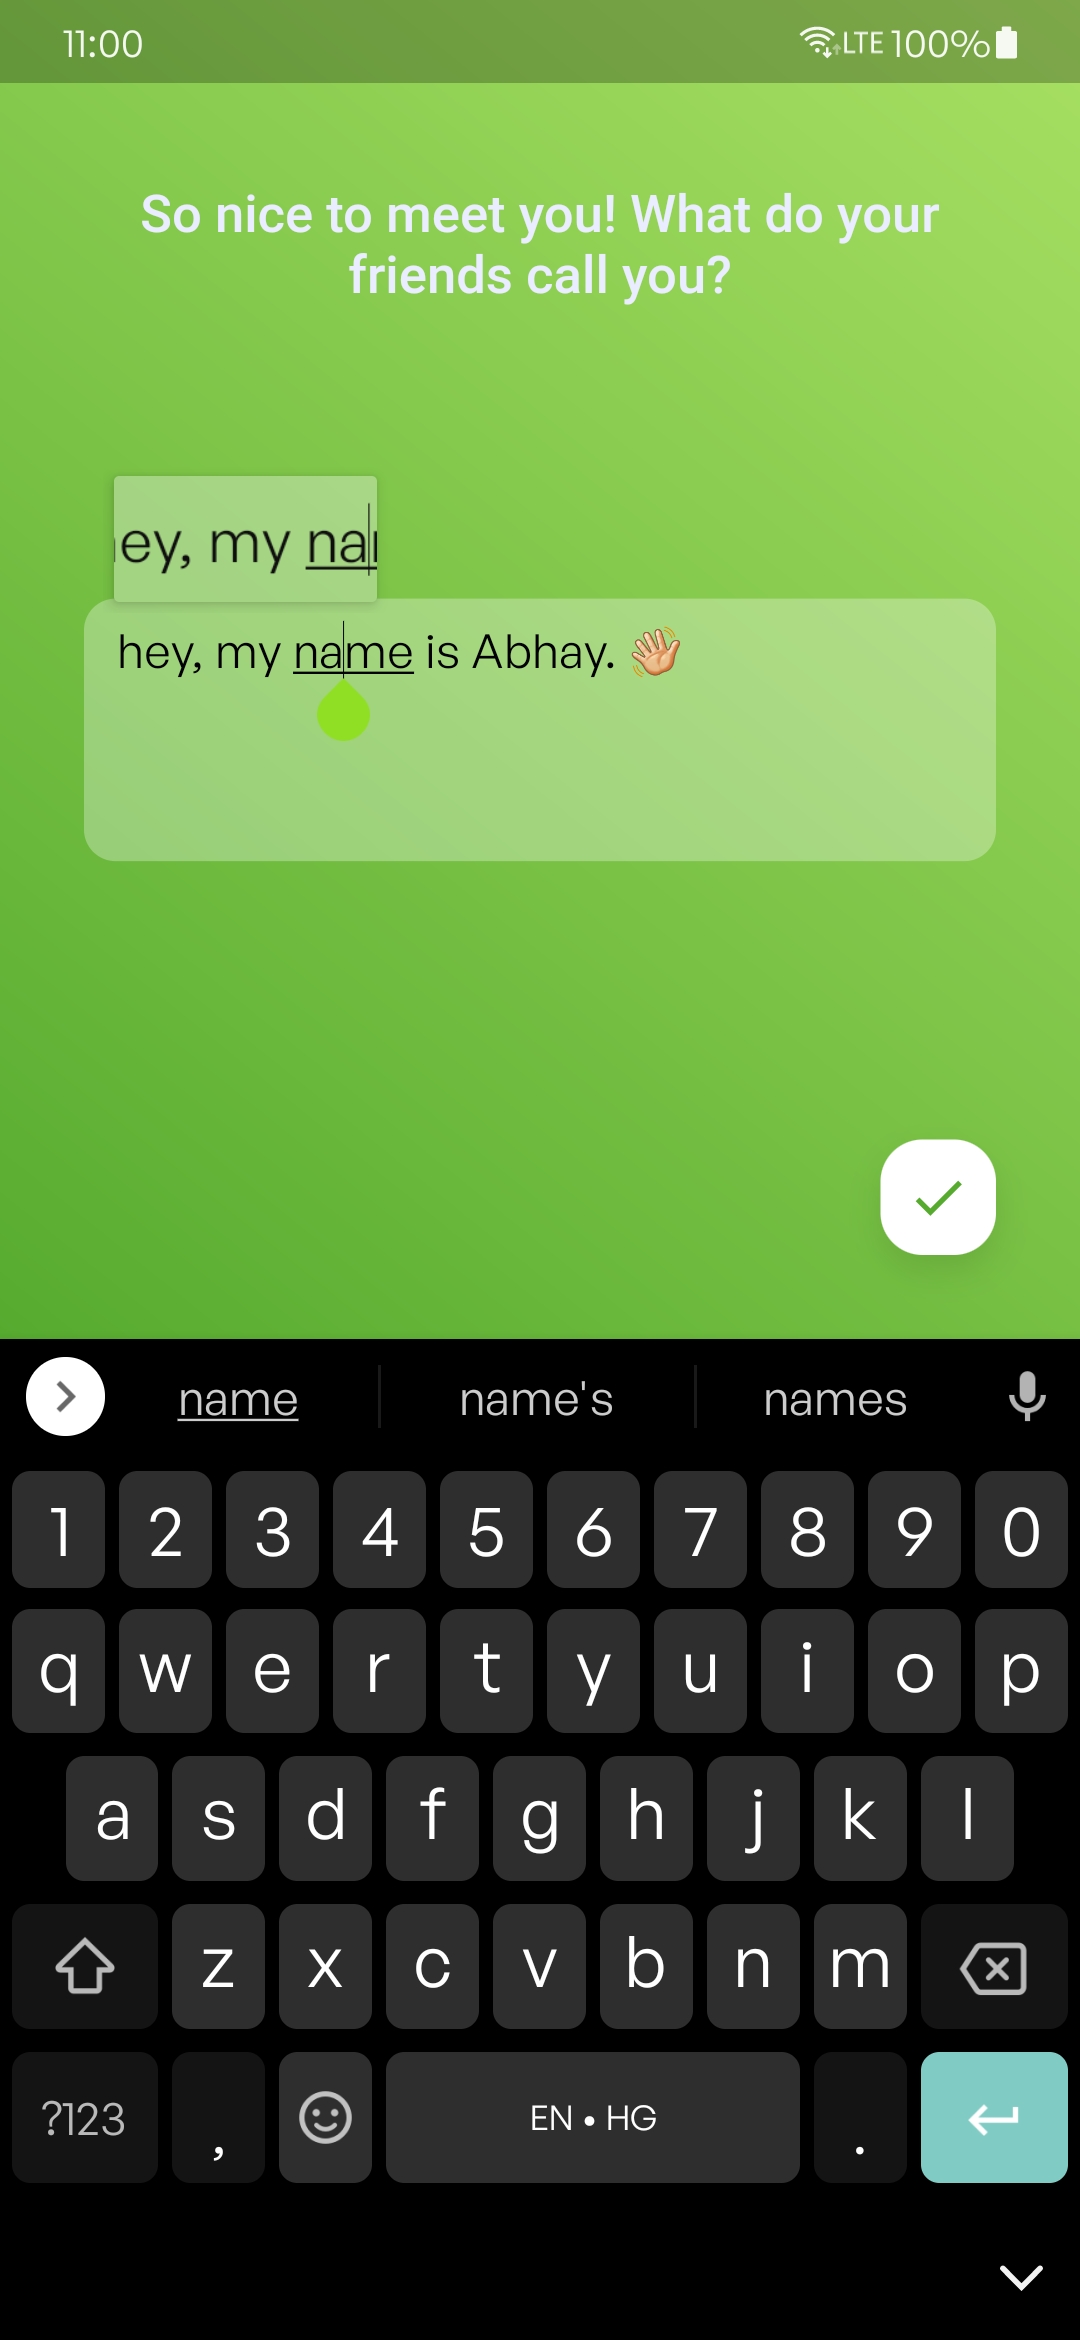 11:00 LTE 100%
So nice to meet you! What do your
friends call you?
ey, my na
hey, my name is Abhay. 👋🏼
name name's names
1 2 3 4 5 6 7 8 9 0
q w e r t y u i o p
a s d f g h j k l
z x c v b n m
?123 , EN • HG .